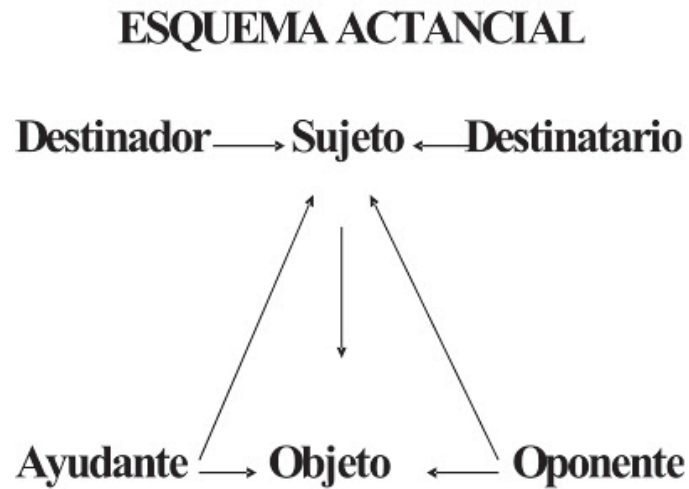 ESQUEMA ACTANCIAL
Destinador Sujeto Destinatario
Ayudante Objeto Oponente